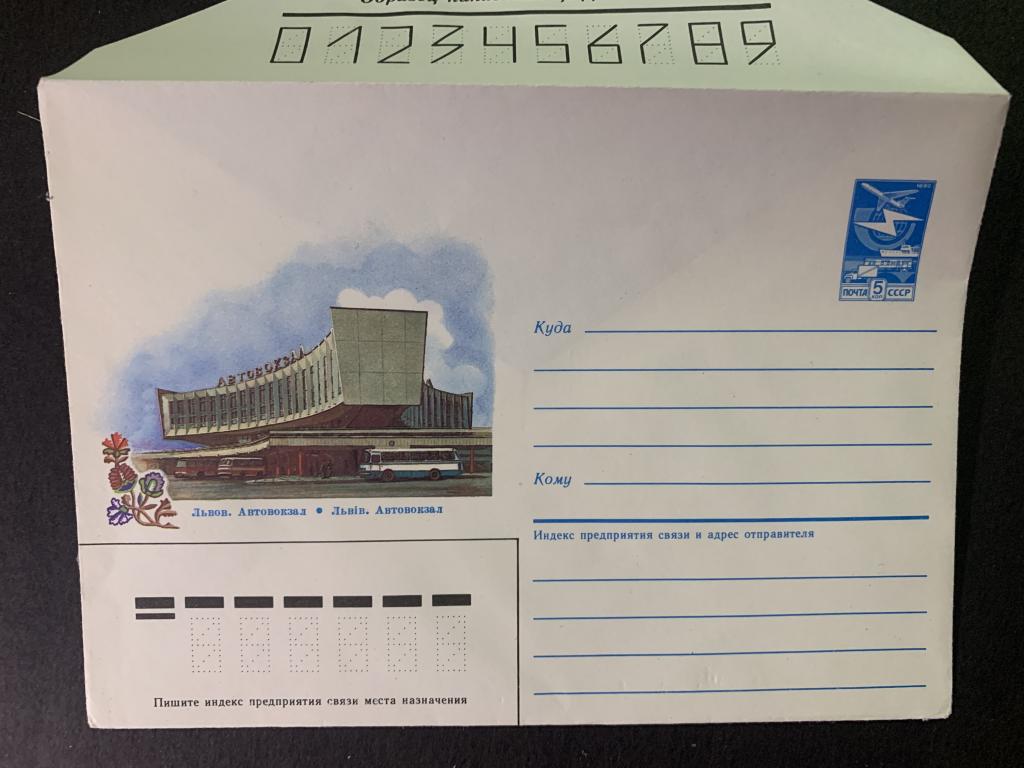 Образец
0123456789
ПОЧТА 5 КОП СССР
Куда
АВТОВОКЗАЛ
Кому
Львов. Автовокзал • Львів. Автовокзал
Индекс предприятия связи и адрес отправителя
Пишите индекс предприятия связи места назначения